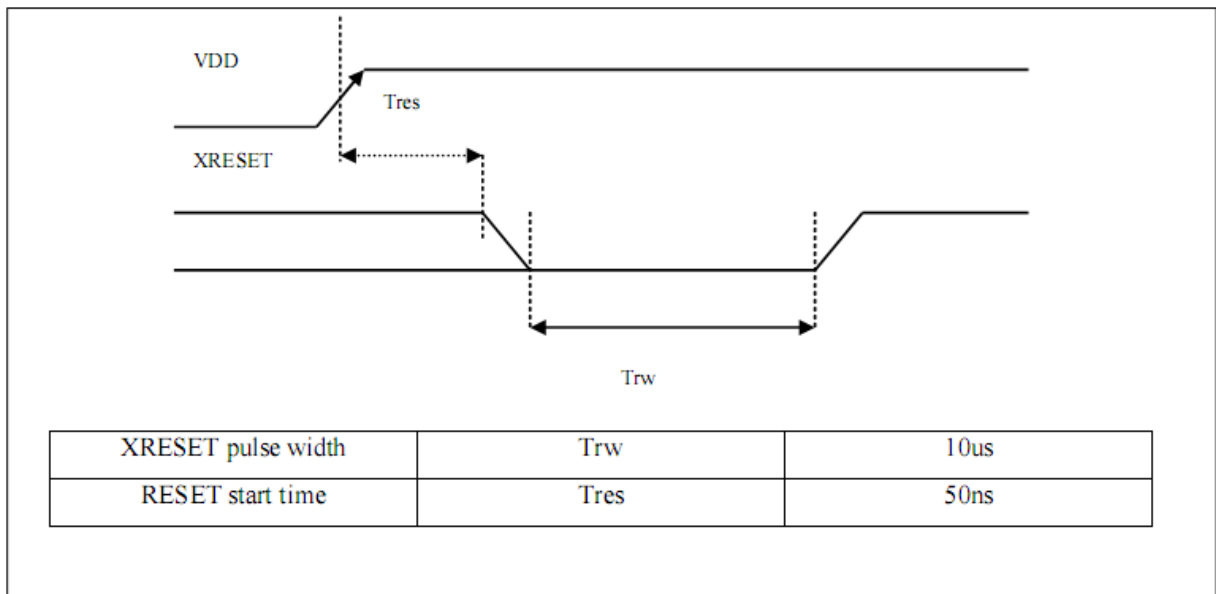 VDD
Tres
XRESET
Trw
XRESET pulse width Trw 10us
RESET start time Tres 50ns